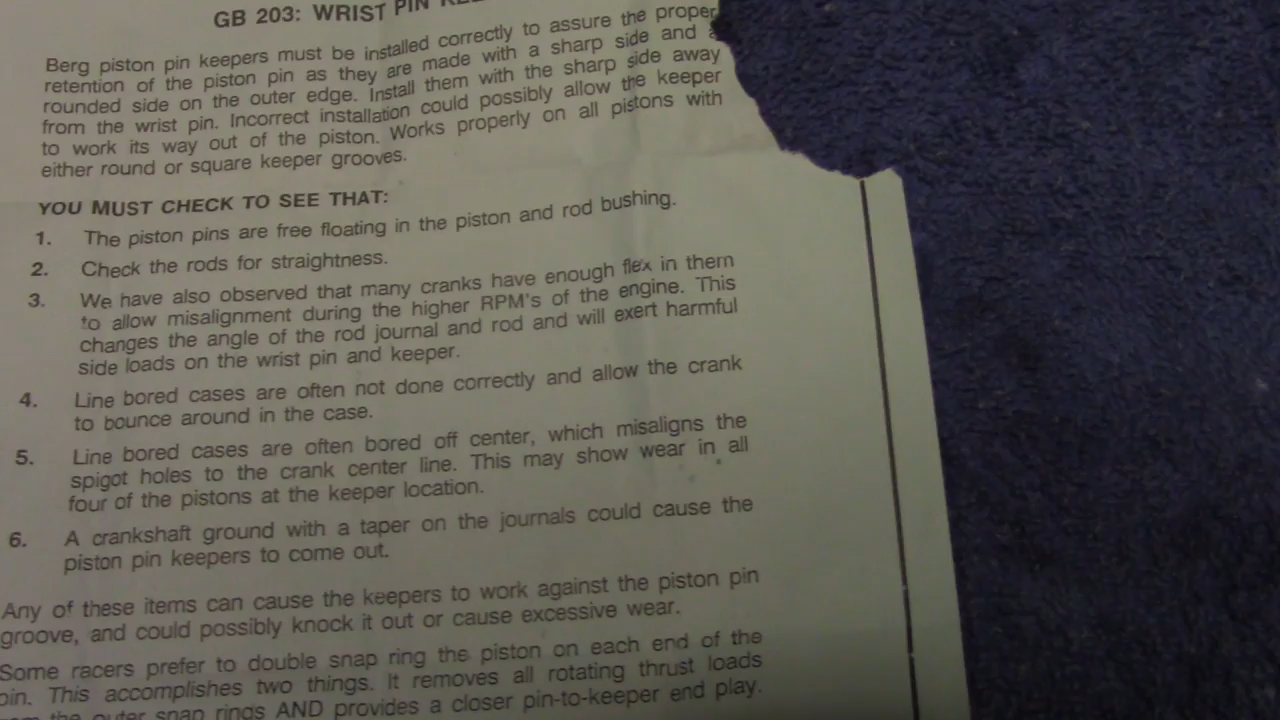 GB 203: WRIST PIN
Berg piston pin keepers must be installed correctly to assure the proper
retention of the piston pin as they are made with a sharp side and
rounded side on the outer edge. Install them with the sharp side away
from the wrist pin. Incorrect installation could possibly allow the keeper
to work its way out of the piston. Works properly on all pistons with
either round or square keeper grooves.
YOU MUST CHECK TO SEE THAT:
1. The piston pins are free floating in the piston and rod bushing.
2. Check the rods for straightness.
3. We have also observed that many cranks have enough flex in them
to allow misalignment during the higher RPM's of the engine. This
changes the angle of the rod journal and rod and will exert harmful
side loads on the wrist pin and keeper.
4. Line bored cases are often not done correctly and allow the crank
to bounce around in the case.
5. Line bored cases are often bored off center, which misaligns the
spigot holes to the crank center line. This may show wear in all
four of the pistons at the keeper location.
6. A crankshaft ground with a taper on the journals could cause the
piston pin keepers to come out.
Any of these items can cause the keepers to work against the piston pin
groove, and could possibly knock it out or cause excessive wear.
Some racers prefer to double snap ring the piston on each end of the
pin. This accomplishes two things. It removes all rotating thrust loads
the outer snap rings AND provides a closer pin-to-keeper end play.